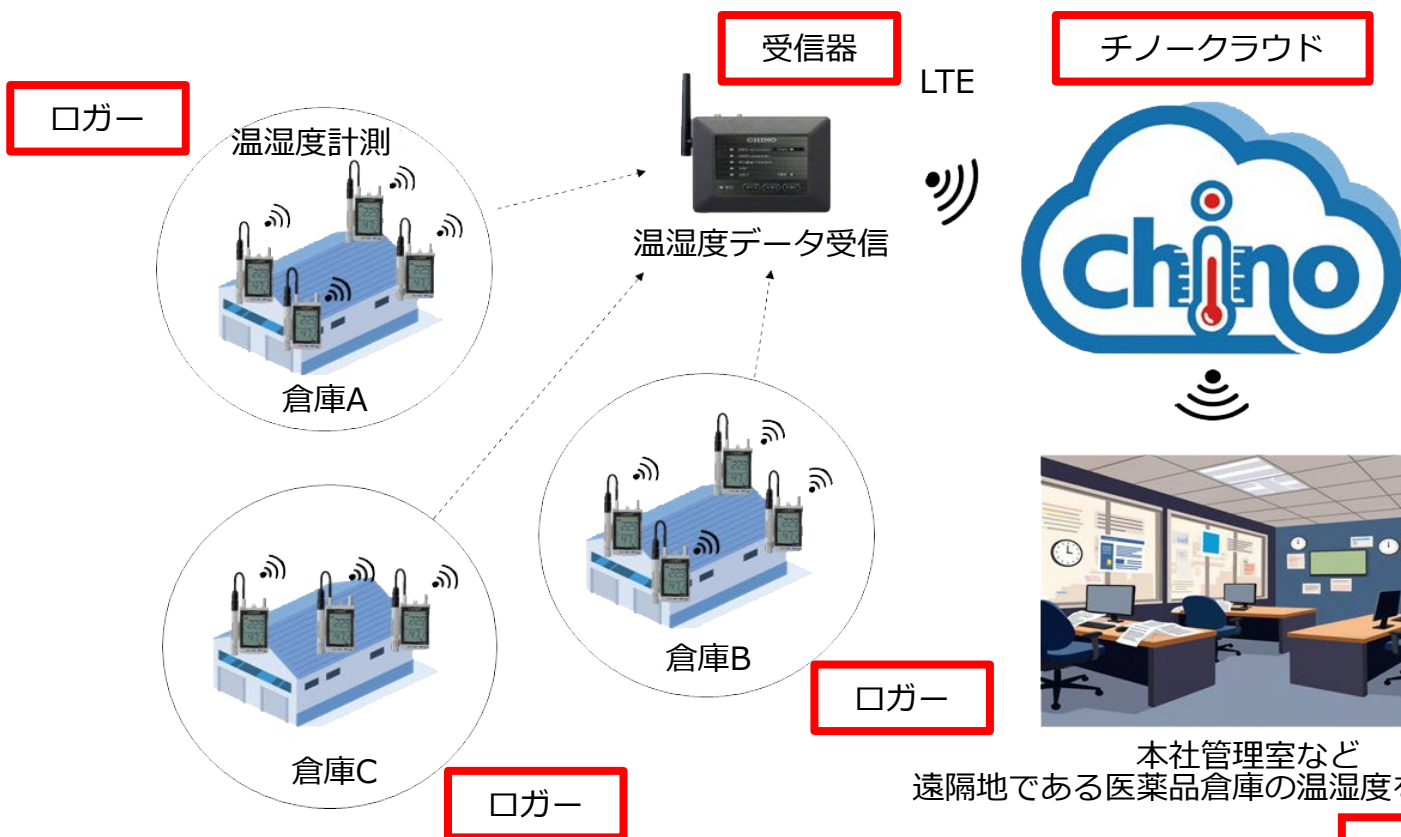 受信器
チノークラウド
LTE
ロガー
温湿度計測
CHINO
温湿度データ受信
chino
倉庫A
倉庫B
ロガー
倉庫C
ロガー
本社管理室など
遠隔地である医薬品倉庫の温湿度